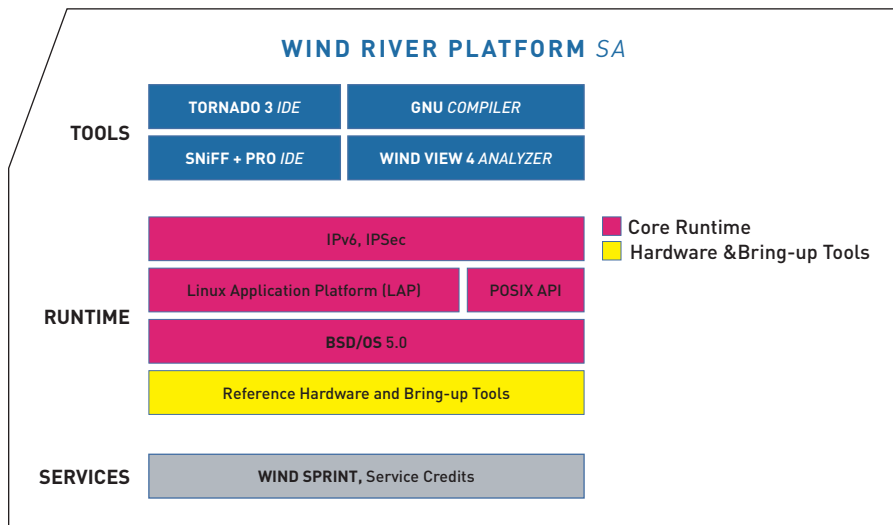 WIND RIVER PLATFORM SA
TOOLS
TORNADO 3 IDE
GNU COMPILER
SNiFF + PRO IDE
WIND VIEW 4 ANALYZER
RUNTIME
IPv6, IPSec
Linux Application Platform (LAP)
POSIX API
BSD/OS 5.0
Reference Hardware and Bring-up Tools
Core Runtime
Hardware &Bring-up Tools
SERVICES
WIND SPRINT, Service Credits